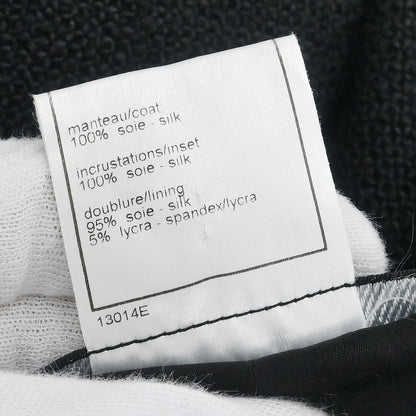 manteau/coat
100% soie - silk
incrustations/inset
100% soie - silk
doublure/lining
95% soie - silk
5% lycra - spandex/lycra
13014E